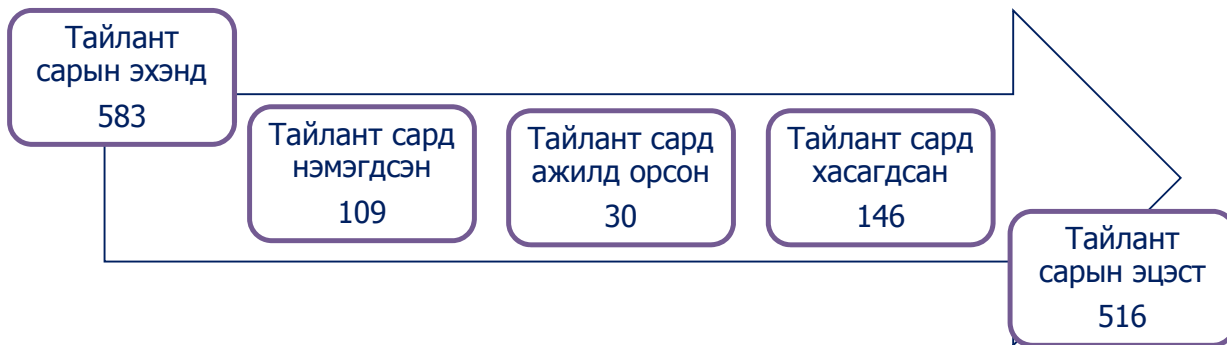 Тайлант
сарын эхэнд
583
Тайлант сард
нэмэгдсэн
109
Тайлант сард
ажилд орсон
30
Тайлант сард
хасагдсан
146
Тайлант
сарын эцэст
516